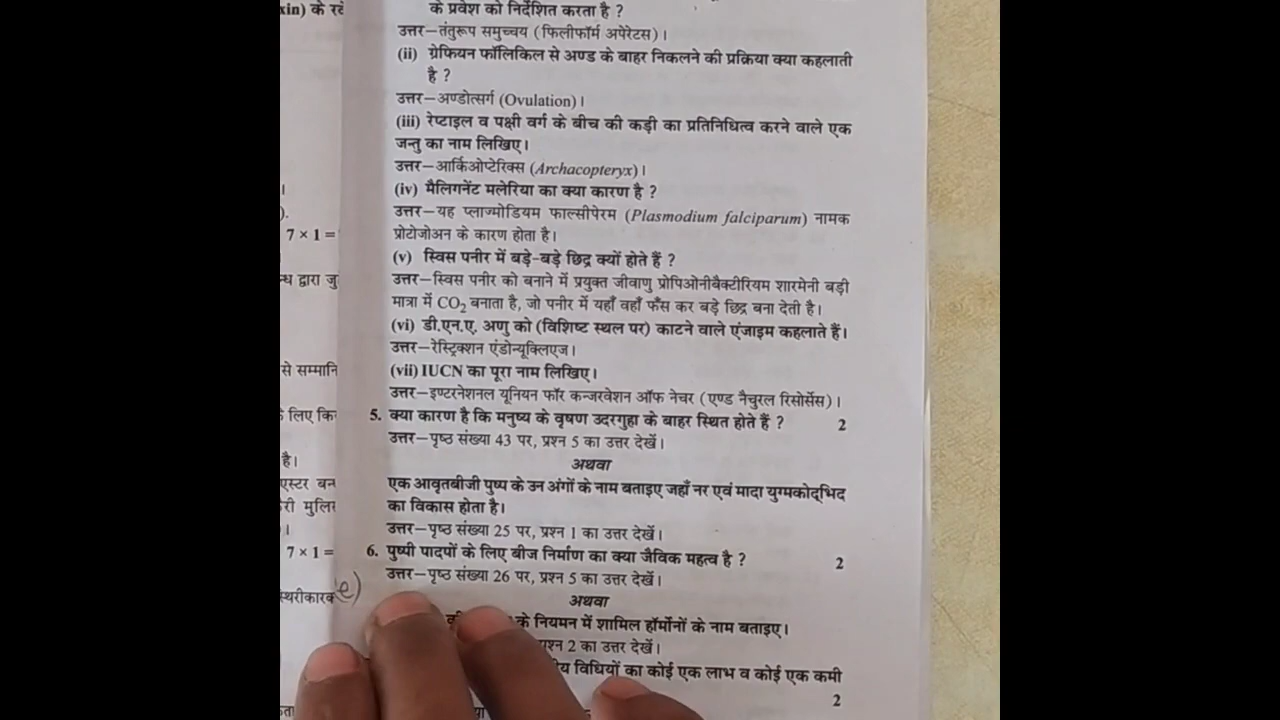 xin) के
के प्रवेश को निर्देशित करता है ?
उत्तर—तंतुरूप समुच्चय (फिलीफॉर्म अपेरेटस)।
(ii) ग्रेफियन फॉलिकिल से अण्ड के बाहर निकलने की प्रक्रिया क्या कहलाती
है ?
उत्तर—अण्डोत्सर्ग (Ovulation)।
(iii) रेप्टाइल व पक्षी वर्ग के बीच की कड़ी का प्रतिनिधित्व करने वाले एक
जन्तु का नाम लिखिए।
उत्तर—आर्किओप्टेरिक्स (Archacopteryx)।
(iv) मैलिगनेंट मलेरिया का क्या कारण है ?
उत्तर—यह प्लाज्मोडियम फाल्सीपेरम (Plasmodium falciparum) नामक
प्रोटोजोअन के कारण होता है।
7 × 1 =
(v) स्विस पनीर में बड़े-बड़े छिद्र क्यों होते हैं ?
उत्तर—स्विस पनीर को बनाने में प्रयुक्त जीवाणु प्रोपिओनीबैक्टीरियम शारमेनी बड़ी
द्वारा
मात्रा में CO2 बनाता है, जो पनीर में यहाँ वहाँ फँस कर बड़े छिद्र बना देती है।
(vi) डी.एन.ए. अणु को (विशिष्ट स्थल पर) काटने वाले एंजाइम कहलाते हैं।
उत्तर—रेस्ट्रिक्शन एंडोन्यूक्लिएज।
(vii) IUCN का पूरा नाम लिखिए।
से सम्मानि
उत्तर—इण्टरनेशनल यूनियन फॉर कन्जरवेशन ऑफ नेचर (एण्ड नैचुरल रिसोर्सेस)।
5. क्या कारण है कि मनुष्य के वृषण उदरगुहा के बाहर स्थित होते हैं ? 2
लिए
उत्तर—पृष्ठ संख्या 43 पर, प्रश्न 5 का उत्तर देखें।
है।
अथवा
एस्टर बन
एक आवृतबीजी पुष्प के उन अंगों के नाम बताइए जहाँ नर एवं मादा युग्मकोद्भिद
का विकास होता है।
उत्तर—पृष्ठ संख्या 25 पर, प्रश्न 1 का उत्तर देखें।
7 × 1 =
6. पुष्पी पादपों के लिए बीज निर्माण का क्या जैविक महत्व है ? 2
उत्तर—पृष्ठ संख्या 26 पर, प्रश्न 5 का उत्तर देखें।
स्थरीकारक
अथवा
के नियमन में शामिल हॉर्मोनों के नाम बताइए।
2 का उत्तर देखें।
विधियों का कोई एक लाभ व कोई एक कमी
2